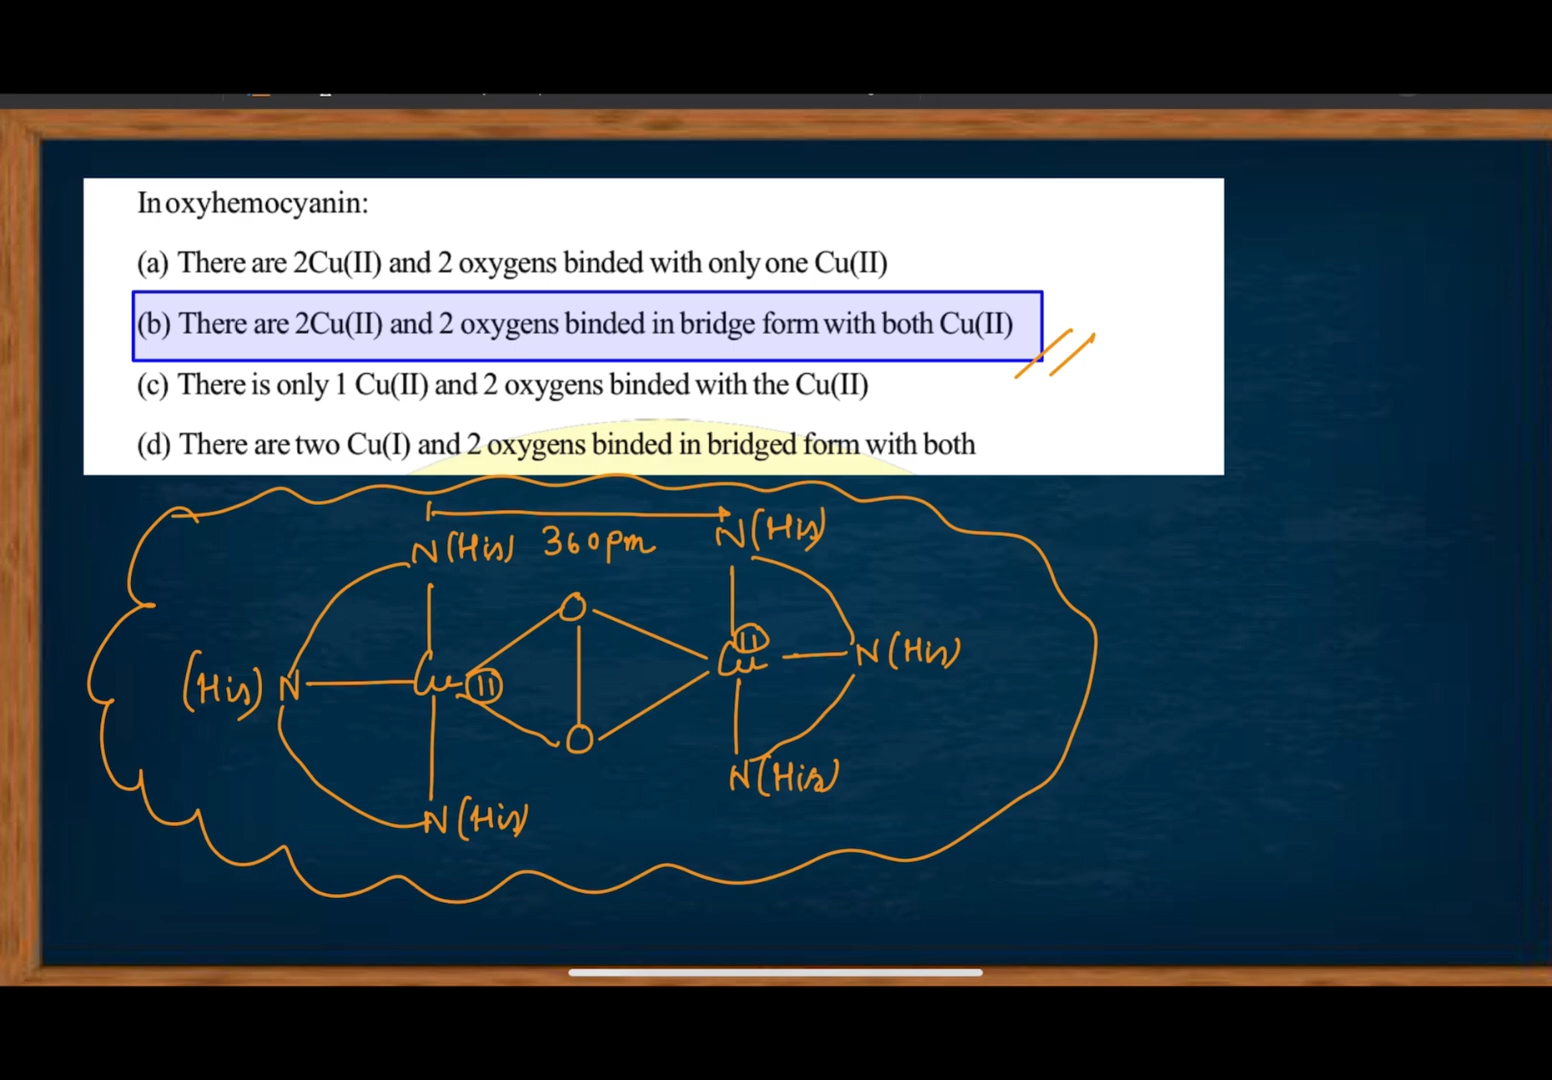 In oxyhemocyanin:
(a) There are 2Cu(II) and 2 oxygens binded with only one Cu(II)
(b) There are 2Cu(II) and 2 oxygens binded in bridge form with both Cu(II)
(c) There is only 1 Cu(II) and 2 oxygens binded with the Cu(II)
(d) There are two Cu(I) and 2 oxygens binded in bridged form with both
N(His) 360pm N(His)
O
(His) N Cu II Cu II N(His)
O
N(His)
N(His)